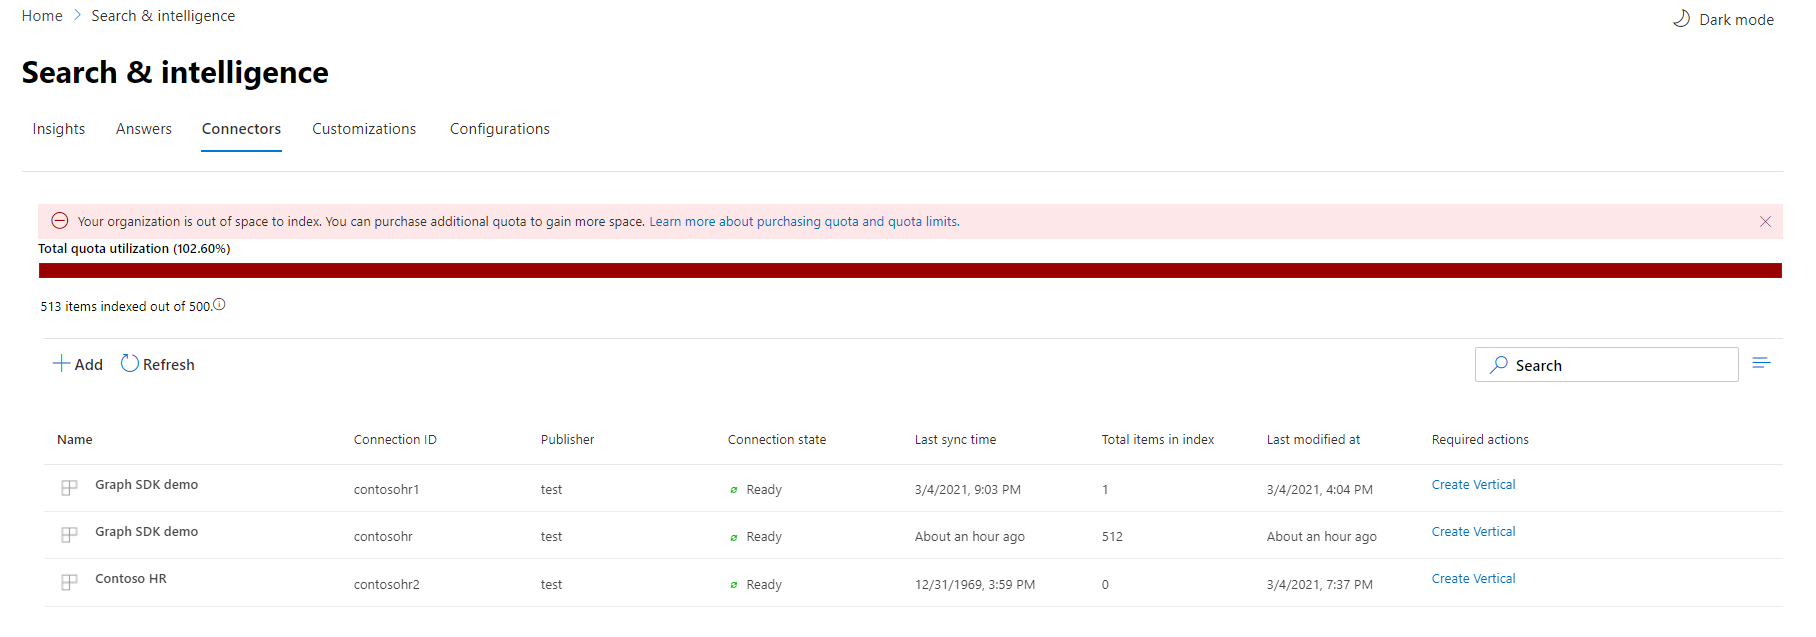 Home > Search & intelligence
Dark mode
Search & intelligence
Insights Answers Connectors Customizations Configurations
Your organization is out of space to index. You can purchase additional quota to gain more space. Learn more about purchasing quota and quota limits.
Total quota utilization (102.60%)
513 items indexed out of 500.
Add Refresh Search
Name Connection ID Publisher Connection state Last sync time Total items in index Last modified at Required actions
Graph SDK demo contosohr1 test Ready 3/4/2021, 9:03 PM 1 3/4/2021, 4:04 PM Create Vertical
Graph SDK demo contosohr test Ready About an hour ago 512 About an hour ago Create Vertical
Contoso HR contosohr2 test Ready 12/31/1969, 3:59 PM 0 3/4/2021, 7:37 PM Create Vertical